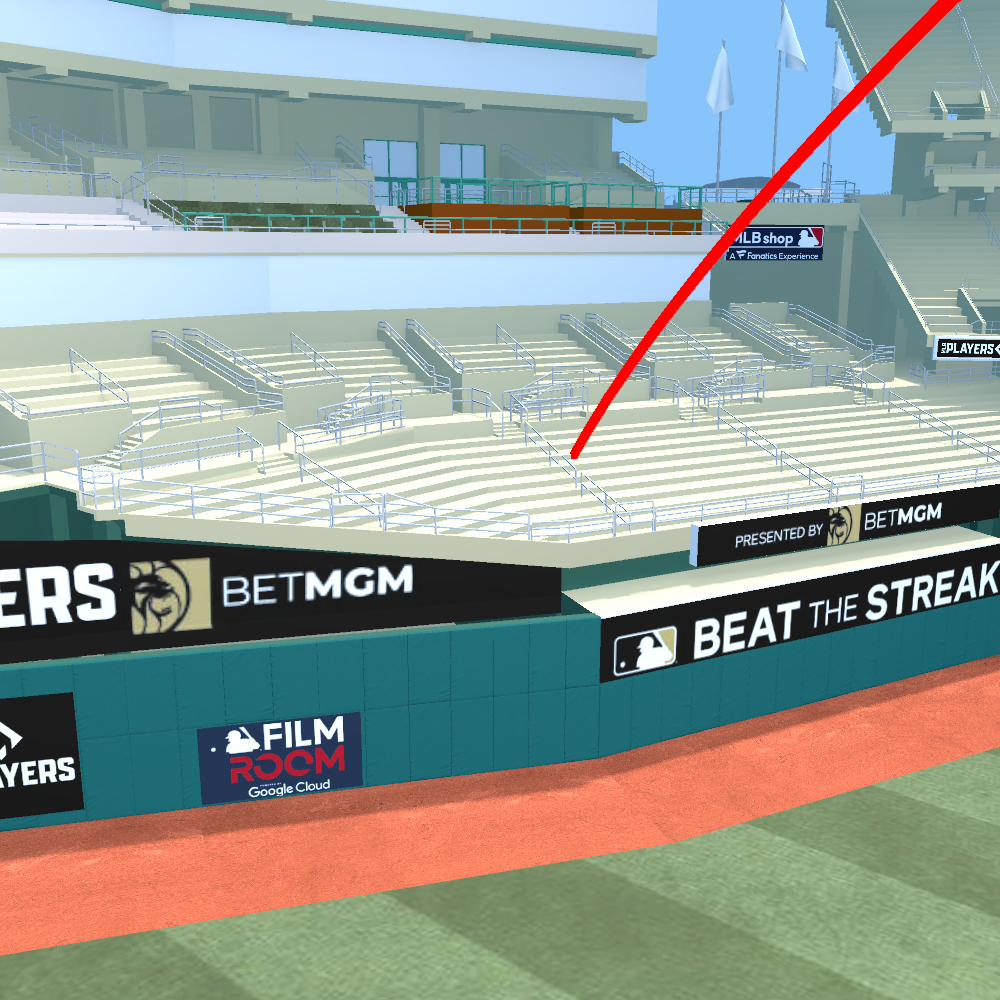 MLB shop
A Fanatics Experience
PLAYERS
PRESENTED BY BETMGM
ERS BETMGM
BEAT THE STREAK
FILM
ROOM
Google Cloud
AYERS